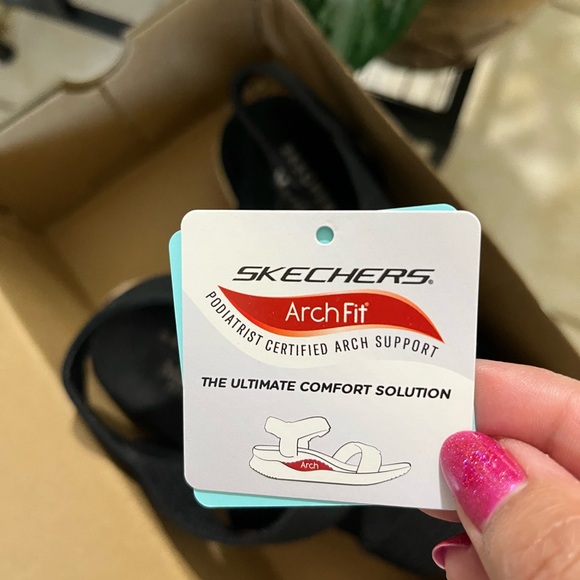 SKECHERS®
Arch Fit®
PODIATRIST CERTIFIED ARCH SUPPORT
THE ULTIMATE COMFORT SOLUTION
Arch